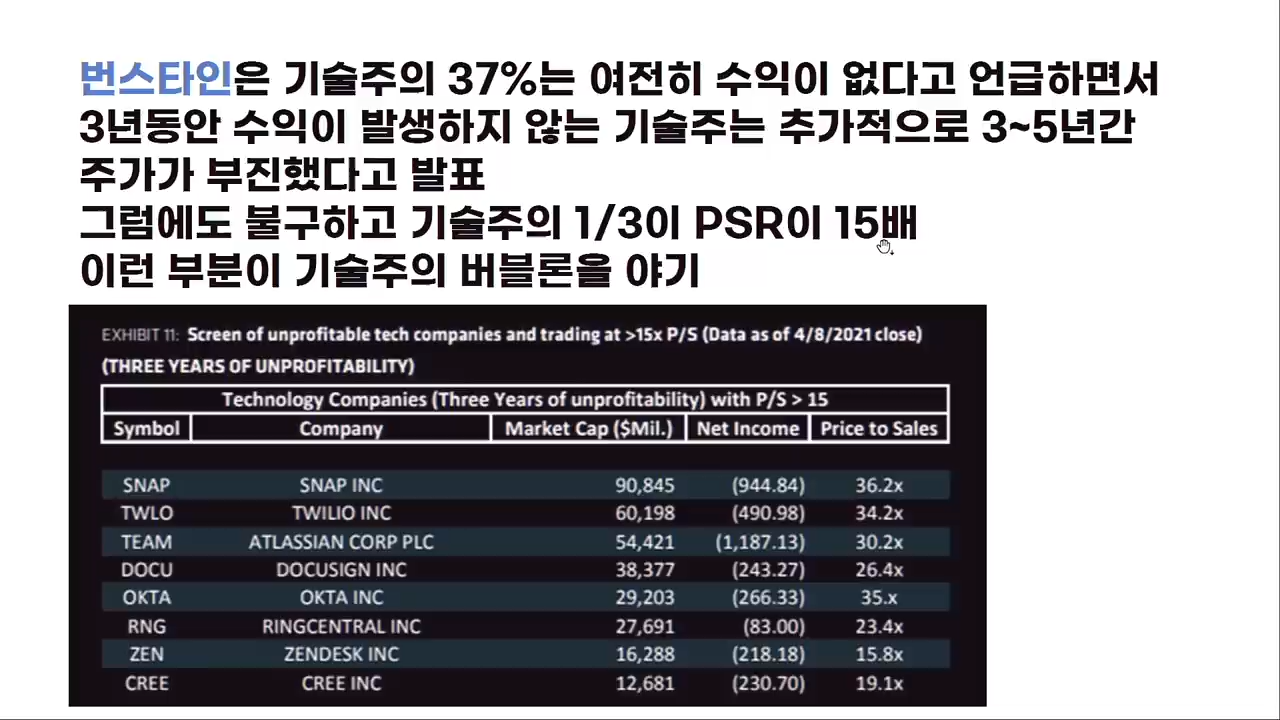 번스타인은 기술주의 37%는 여전히 수익이 없다고 언급하면서
3년동안 수익이 발생하지 않는 기술주는 추가적으로 3~5년간
주가가 부진했다고 발표
그럼에도 불구하고 기술주의 1/3이 PSR이 15배
이런 부분이 기술주의 버블론을 야기
EXHIBIT 11: Screen of unprofitable tech companies and trading at >15x P/S (Data as of 4/8/2021 close)
(THREE YEARS OF UNPROFITABILITY)
Technology Companies (Three Years of unprofitability) with P/S > 15
Symbol Company Market Cap ($Mil.) Net Income Price to Sales
SNAP SNAP INC 90,845 (944.84) 36.2x
TWLO TWILIO INC 60,198 (490.98) 34.2x
TEAM ATLASSIAN CORP PLC 54,421 (1,187.13) 30.2x
DOCU DOCUSIGN INC 38,377 (243.27) 26.4x
OKTA OKTA INC 29,203 (266.33) 35.x
RNG RINGCENTRAL INC 27,691 (83.00) 23.4x
ZEN ZENDESK INC 16,288 (218.18) 15.8x
CREE CREE INC 12,681 (230.70) 19.1x